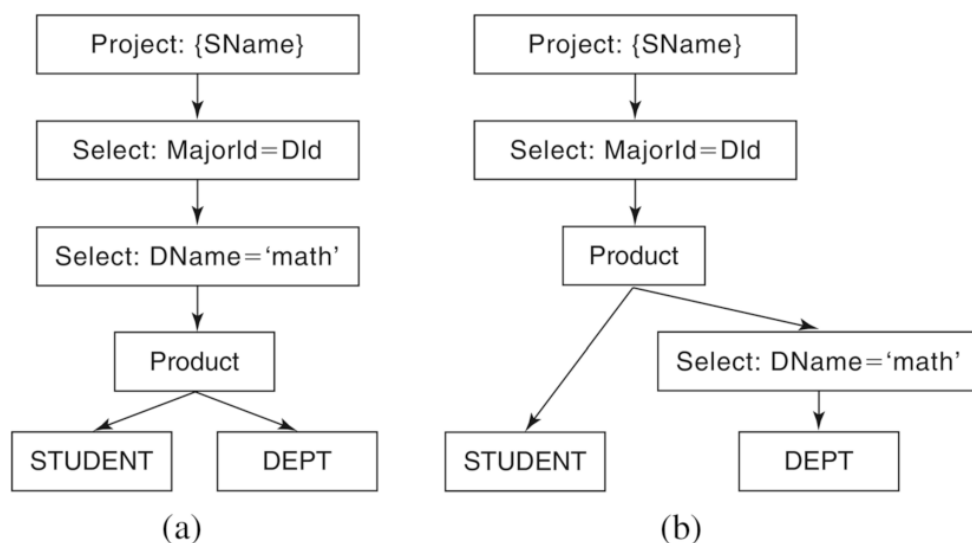 Project: {SName}
Select: MajorId=DId
Select: DName=‘math’
Product
STUDENT
DEPT
(a)
Project: {SName}
Select: MajorId=DId
Product
Select: DName=‘math’
STUDENT
DEPT
(b)